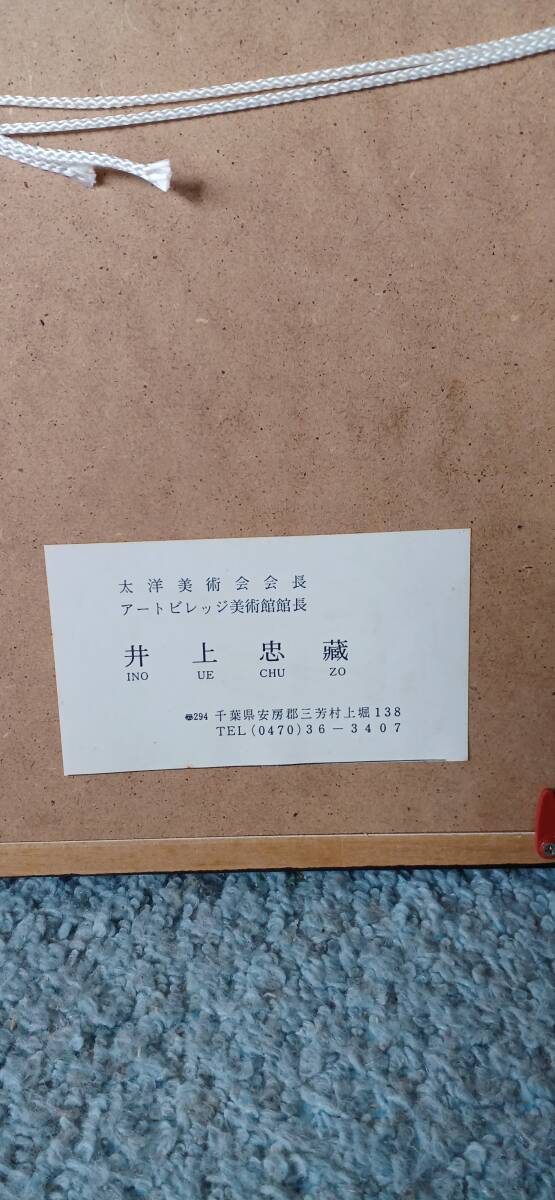 太洋美術会会長
アートビレッジ美術館館長
井上忠藏
INO UE CHU ZO
〠294 千葉県安房郡三芳村上堀138
TEL(0470)36－3407